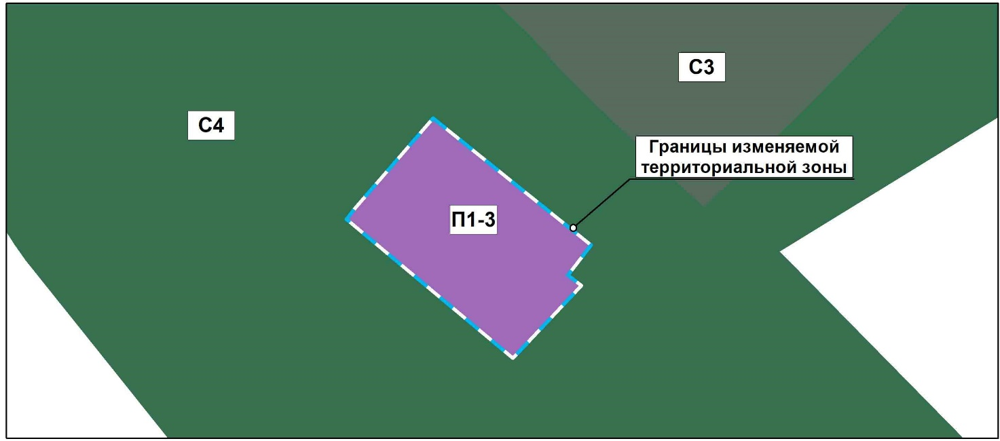 С3
С4
Границы изменяемой
территориальной зоны
П1-3